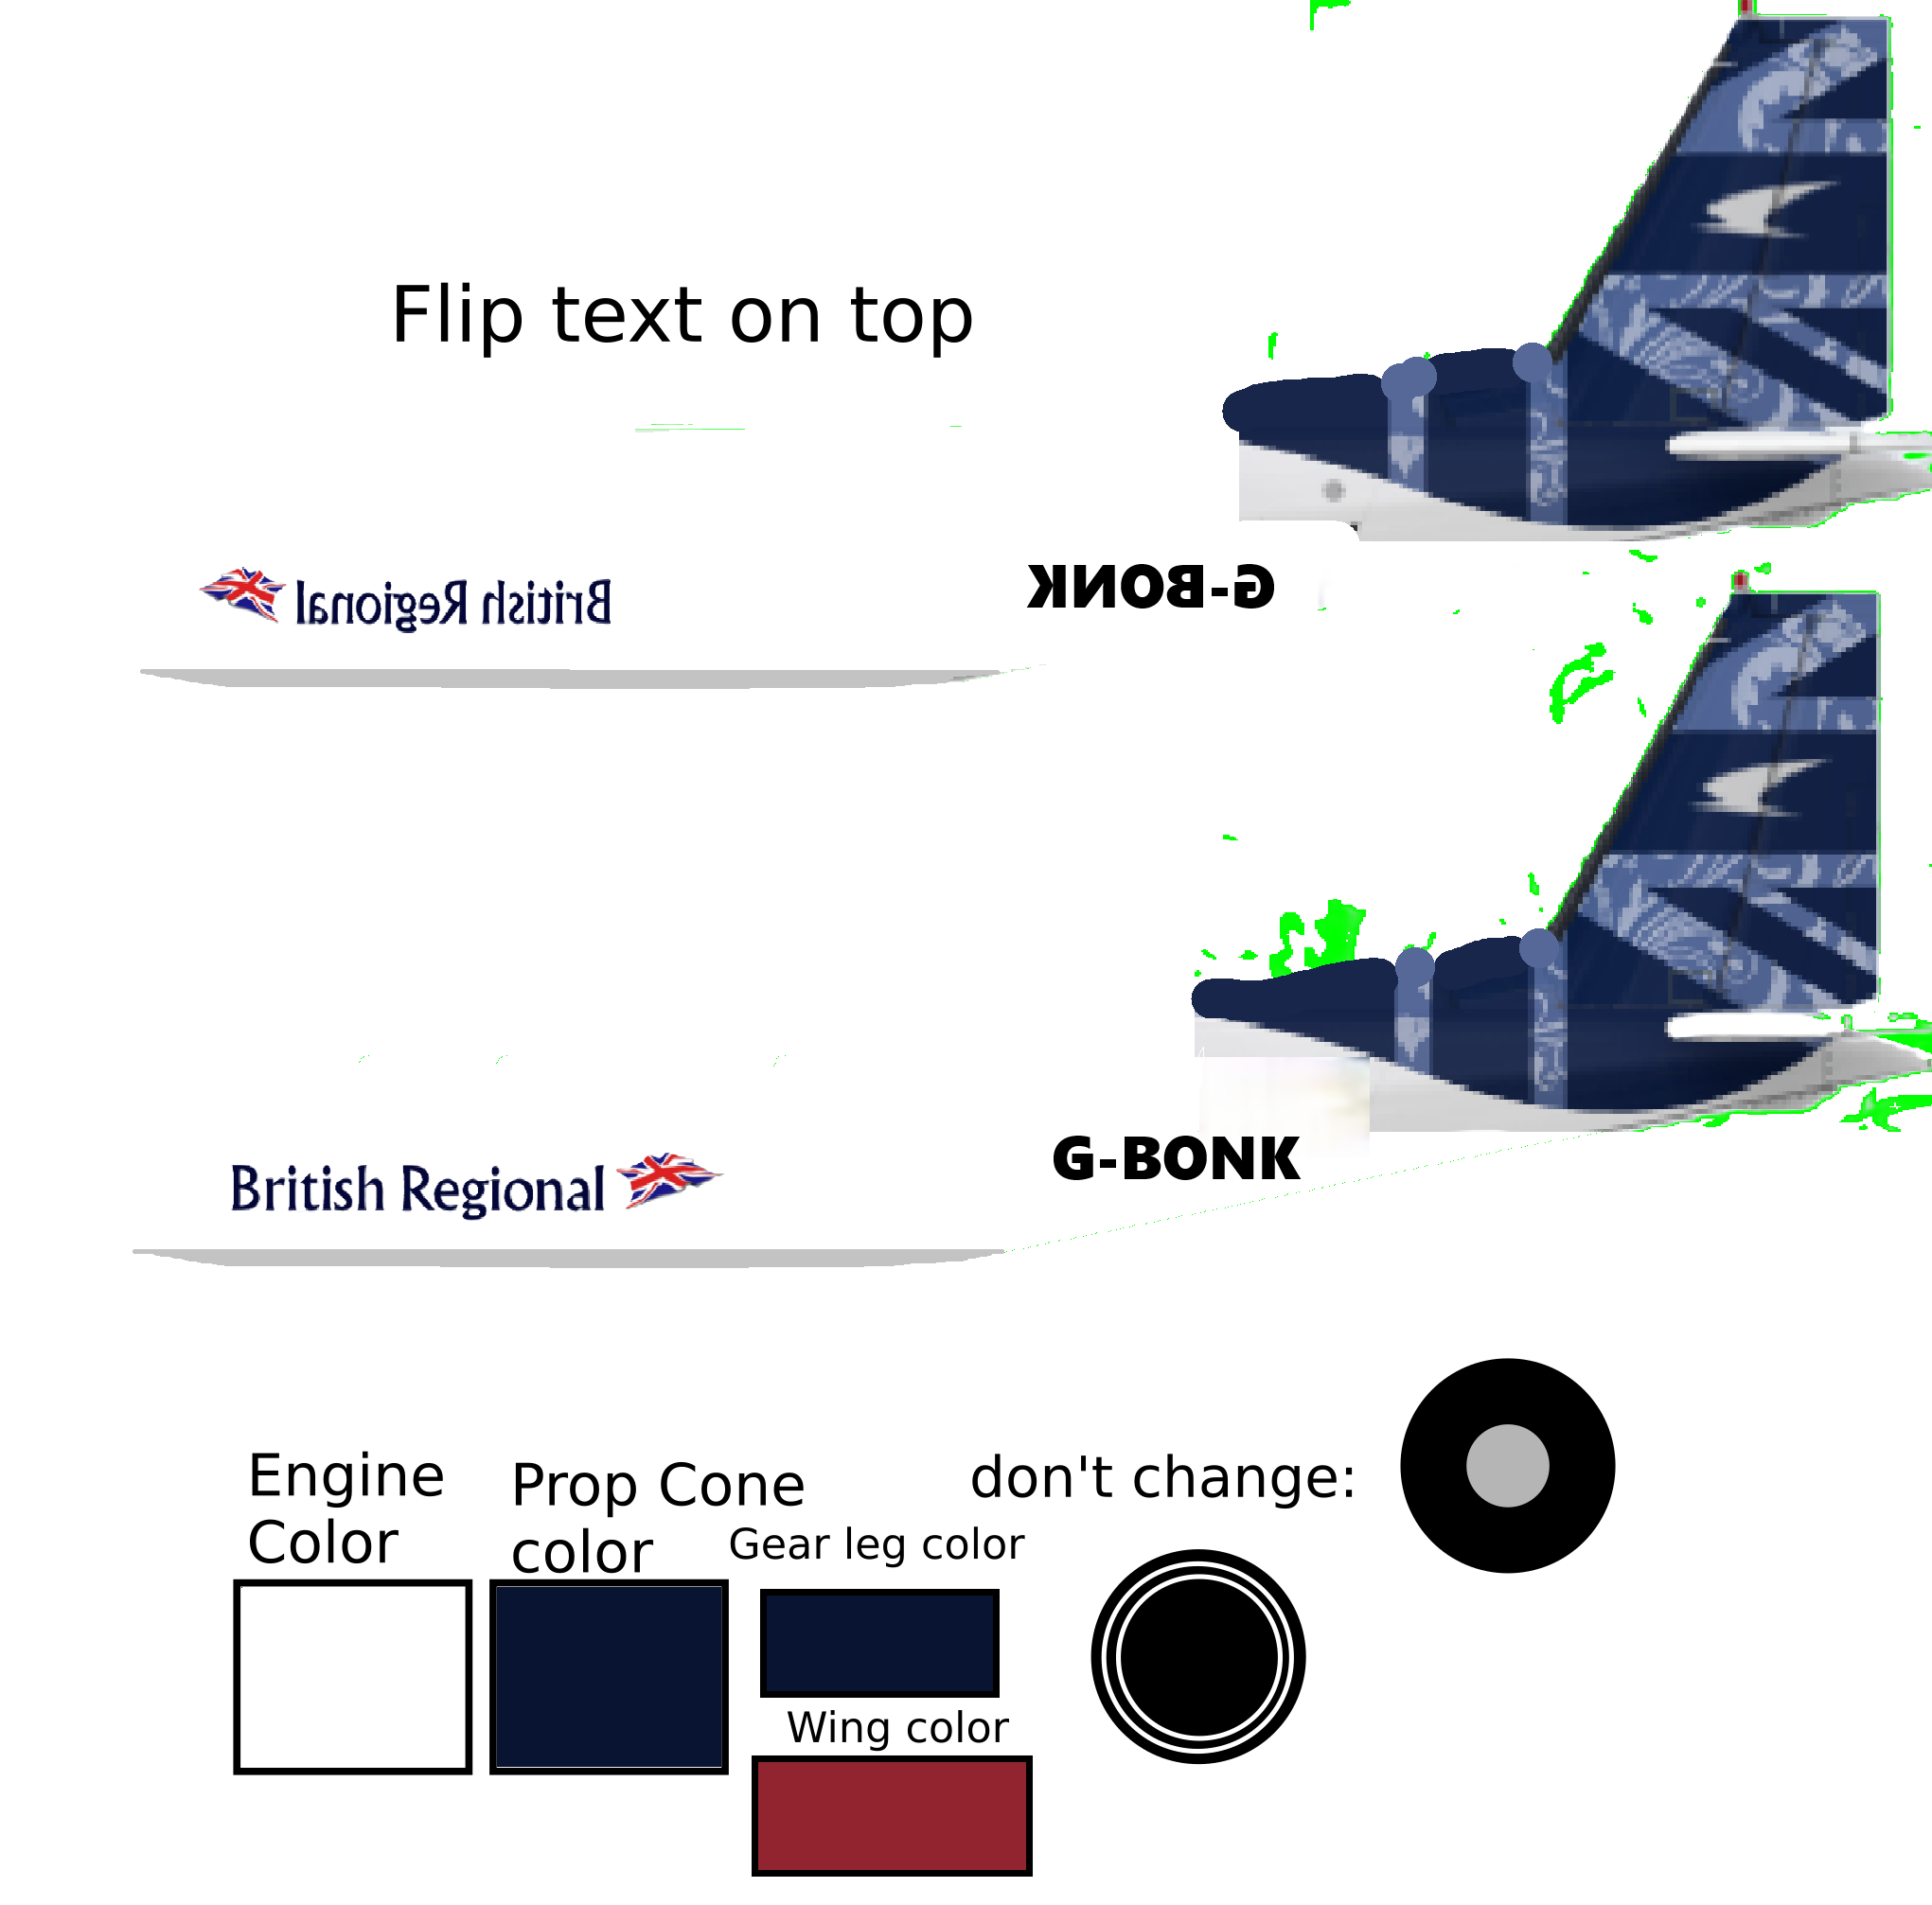 Flip text on top
British Regional
G-BONK
British Regional
G-BONK
Engine
Color
Prop Cone
color
Gear leg color
don't change:
Wing color